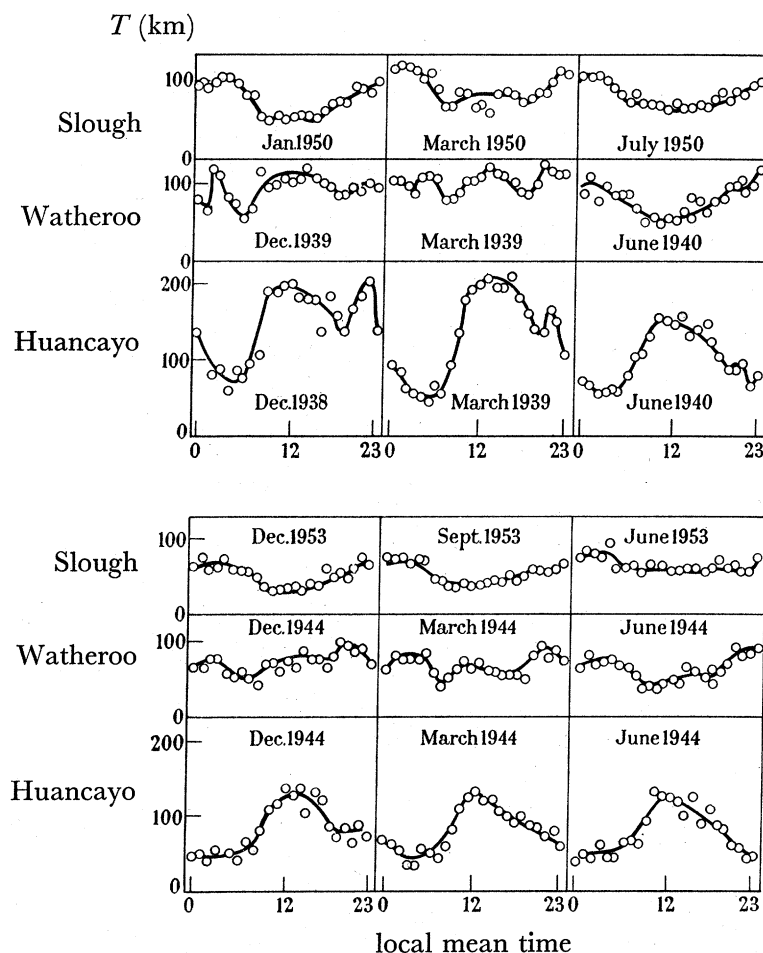 T (km)
100
Slough
Jan.1950 March 1950 July 1950
0
100
Watheroo
Dec.1939 March 1939 June 1940
0
200
Huancayo
100
Dec.1938 March 1939 June 1940
0
0 12 23 0 12 23 0 12 23
100 Dec.1953 Sept.1953 June 1953
Slough
0
Dec.1944 March 1944 June 1944
100
Watheroo
0
200 Dec.1944 March 1944 June 1944
Huancayo
100
0
0 12 23 0 12 23 0 12 23
local mean time